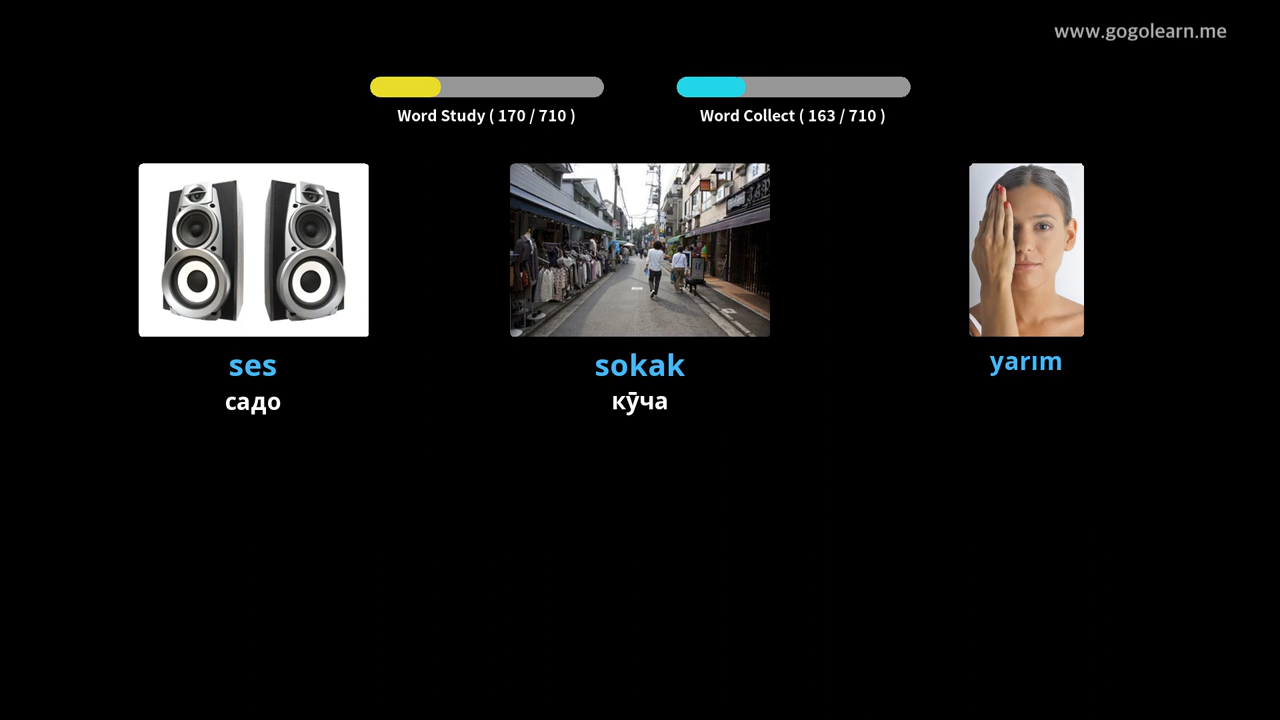 www.gogolearn.me
Word Study ( 170 / 710 )
Word Collect ( 163 / 710 )
ses
sokak
yarım
садо
кӯча